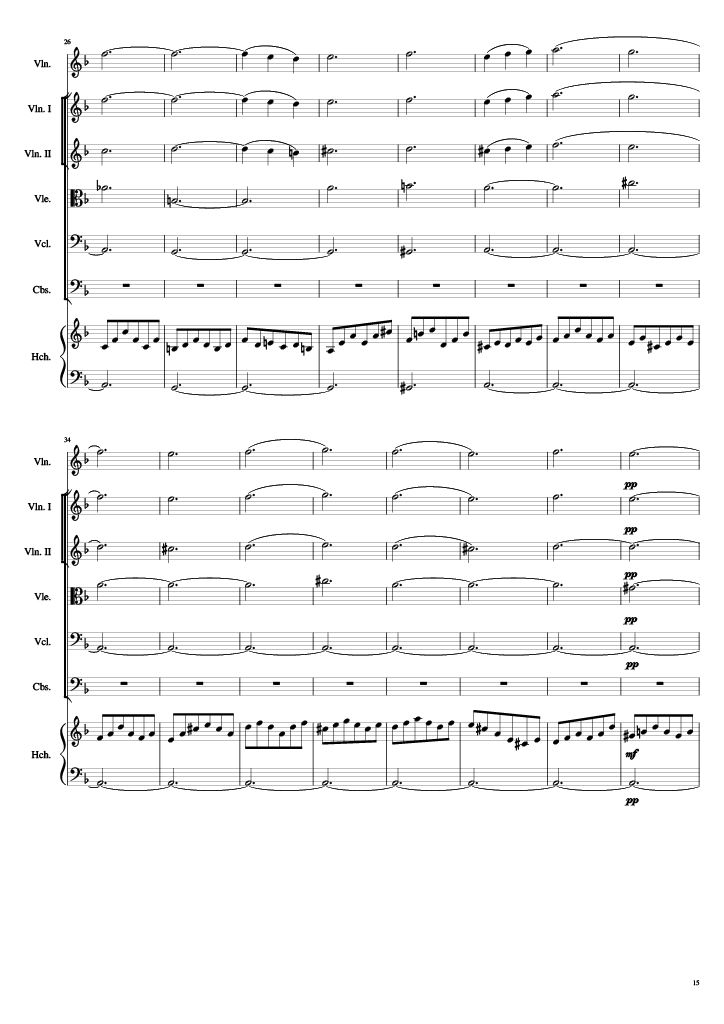 26
Vln.
Vln. I
Vln. II
Vle.
Vcl.
Cbs.
Hch.
34
Vln.
pp
Vln. I
pp
Vln. II
pp
Vle.
pp
Vcl.
pp
Cbs.
Hch.
mf
pp
15